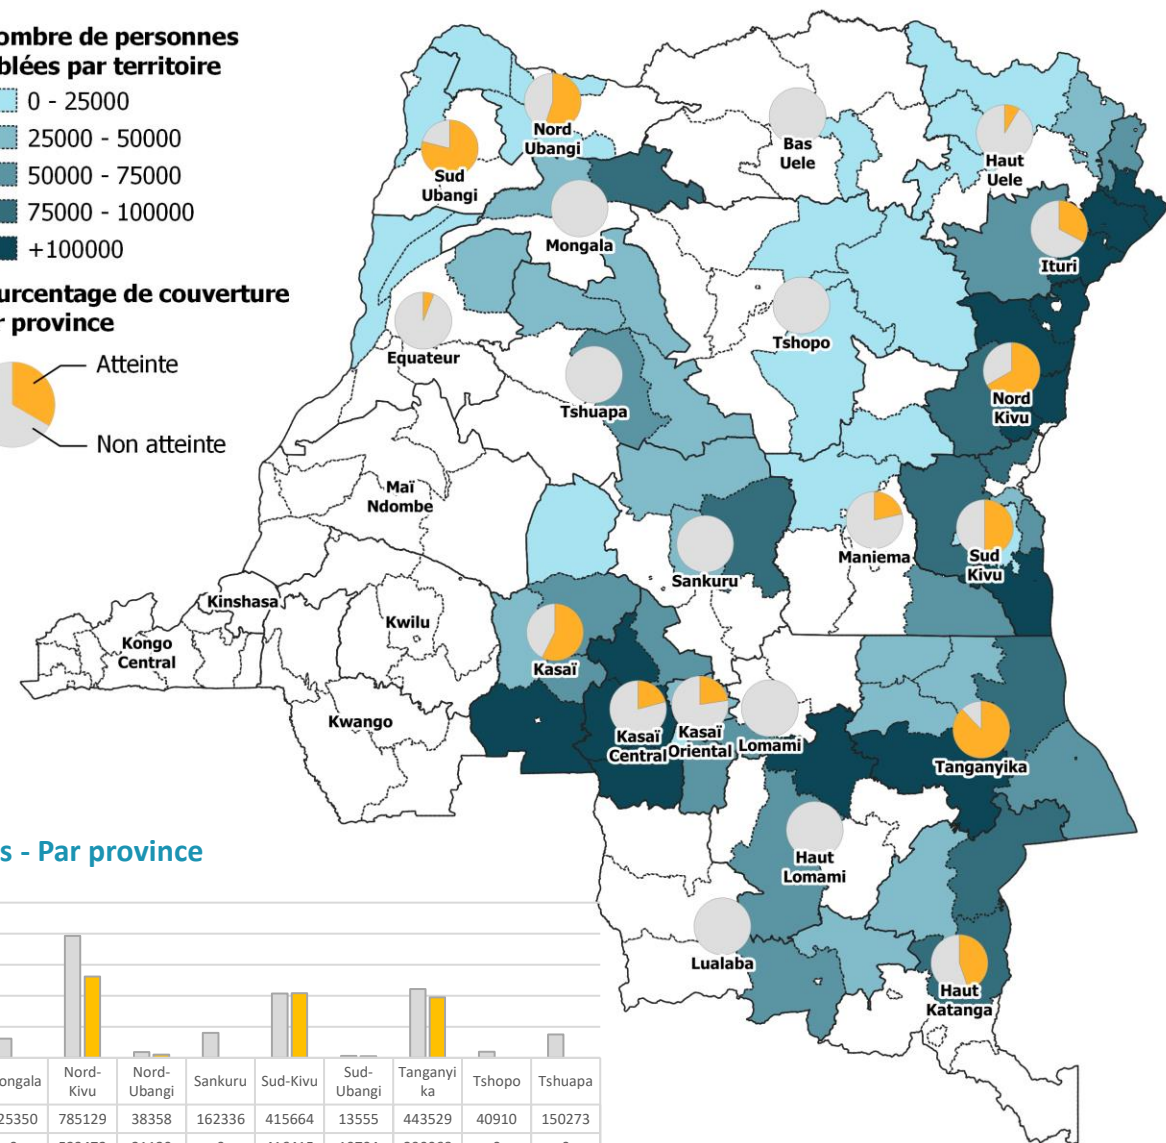 ombre de personnes
blées par territoire
0 - 25000
25000 - 50000
50000 - 75000
75000 - 100000
+100000
urcentage de couverture
r province
Atteinte
Non atteinte
Nord
Ubangi
Sud
Ubangi
Mongala
Bas
Uele
Haut
Uele
Ituri
Equateur
Tshuapa
Tshopo
Nord
Kivu
Maï
Ndombe
Maniema
Sankuru
Sud
Kivu
Kinshasa
Kongo
Central
Kwilu
Kasaï
Kwango
Kasaï
Central
Kasaï
Oriental
Lomami
Tanganyika
Haut
Lomami
Lualaba
Haut
Katanga
s - Par province
ongala Nord-Kivu Nord-Ubangi Sankuru Sud-Kivu Sud-Ubangi Tanganyika Tshopo Tshuapa
25350 785129 38358 162336 415664 13555 443529 40910 150273